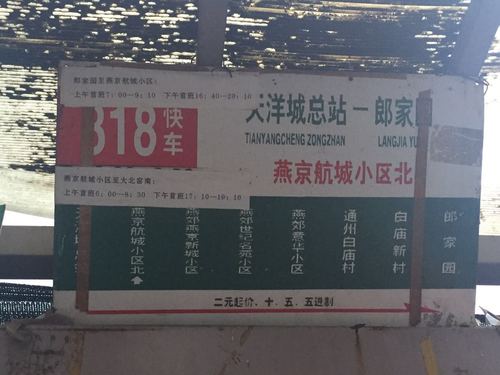 郎家园至燕京航城小区:
上午首班7:00—9:10 下午首班16:40—20:10
818 快车
天洋城总站—郎家
TIANYANGCHENG ZONGZHAN LANGJIA YU
燕京航城小区北
燕京航城小区至大北窑南:
上午首班6:00—8:30 下午首班17:10—19:10
燕京航城小区北
燕郊燕京新城小区
燕郊世纪名苑小区
燕郊意华小区
通州白庙村
白庙新村
郎家园
二元起价、十、五、五进制